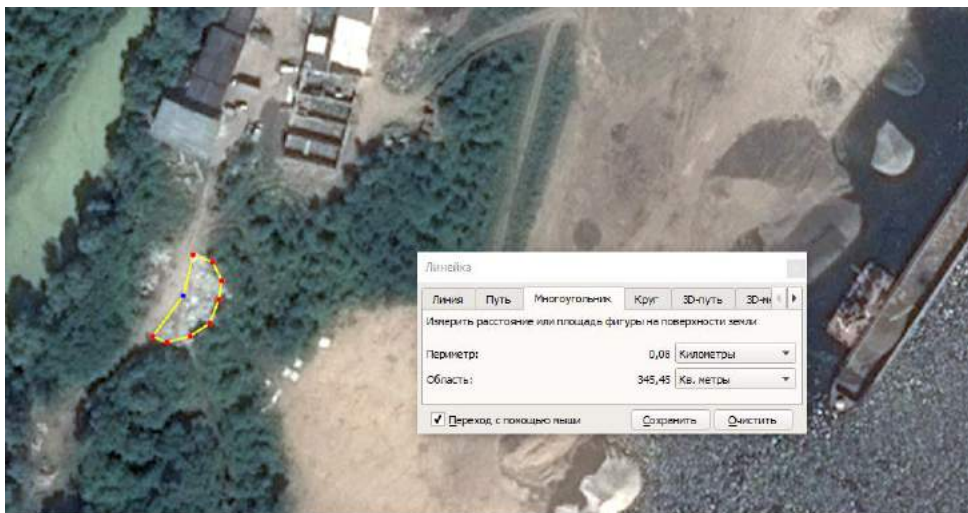 Линейка
Линия Путь Многоугольник Круг 3D-путь 3D-м
Измерить расстояние или площадь фигуры на поверхности земли
Периметр: 0,08 Километры
Область: 345,45 Кв. метры
Переход с помощью мыши Сохранить Очистить